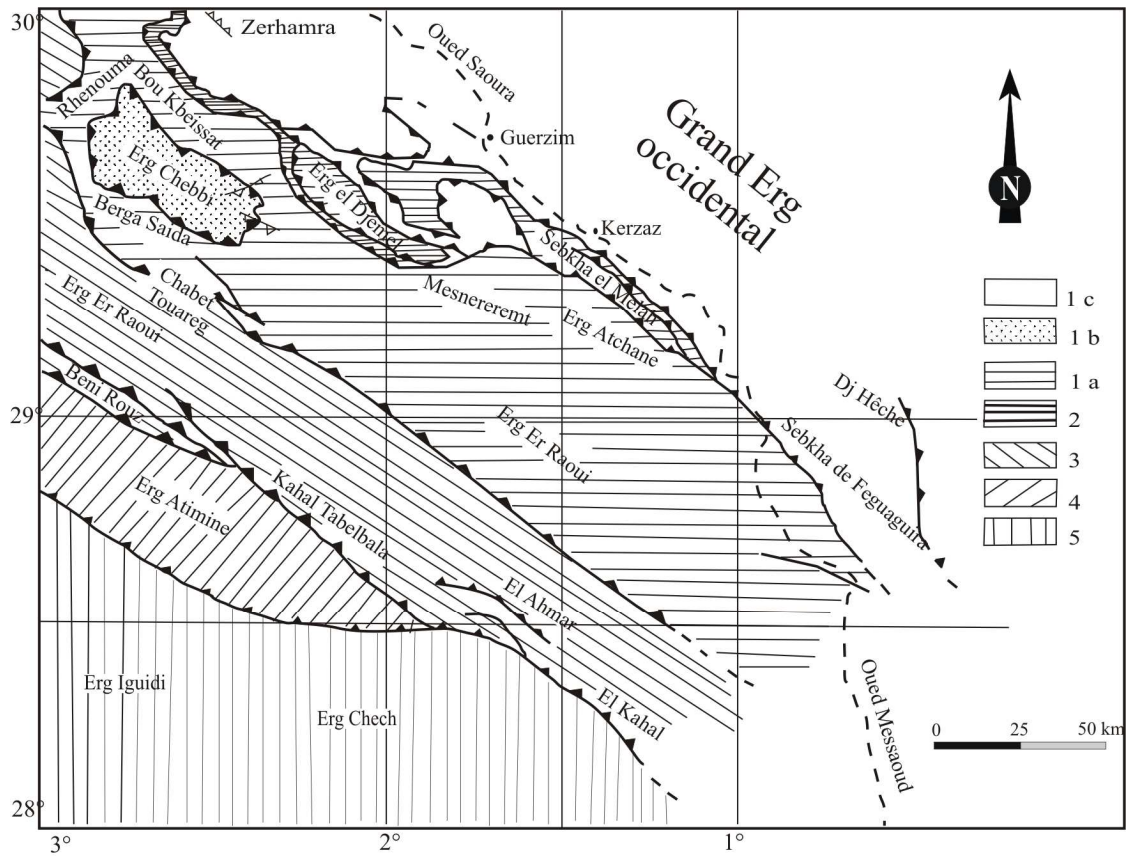 30°
Zerhamra
Oued Saoura
Rhenouma
Bou Kbeissat
Guerzim
Grand Erg
occidental
Erg Chebbi
Erg el Djemel
Berga Saïda
Kerzaz
Sebkha el Melah
N
Chabet
Touareg
Mesnereremt
Erg Er Raoui
Erg Atchane
1 c
1 b
1 a
2
3
4
5
Beni Rouz
29°
Dj Hêche
Erg Er Raoui
Sebkha de Feguaguira
Erg Atimine
Kahal Tabelbala
El Ahmar
Erg Iguidi
Erg Chech
El Kahal
Oued Messaoud
0 25 50 km
28°
3° 2° 1°